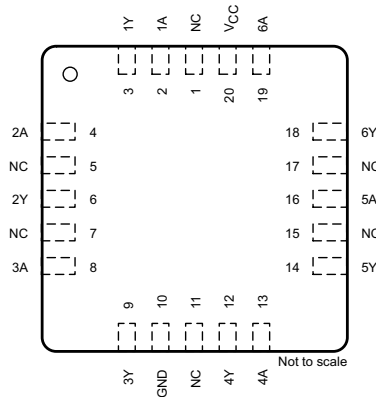 1Y 1A NC VCC 6A
3 2 1 20 19
2A 4 18 6Y
NC 5 17 NC
2Y 6 16 5A
NC 7 15 NC
3A 8 14 5Y
9 10 11 12 13
Not to scale
3Y GND NC 4Y 4A